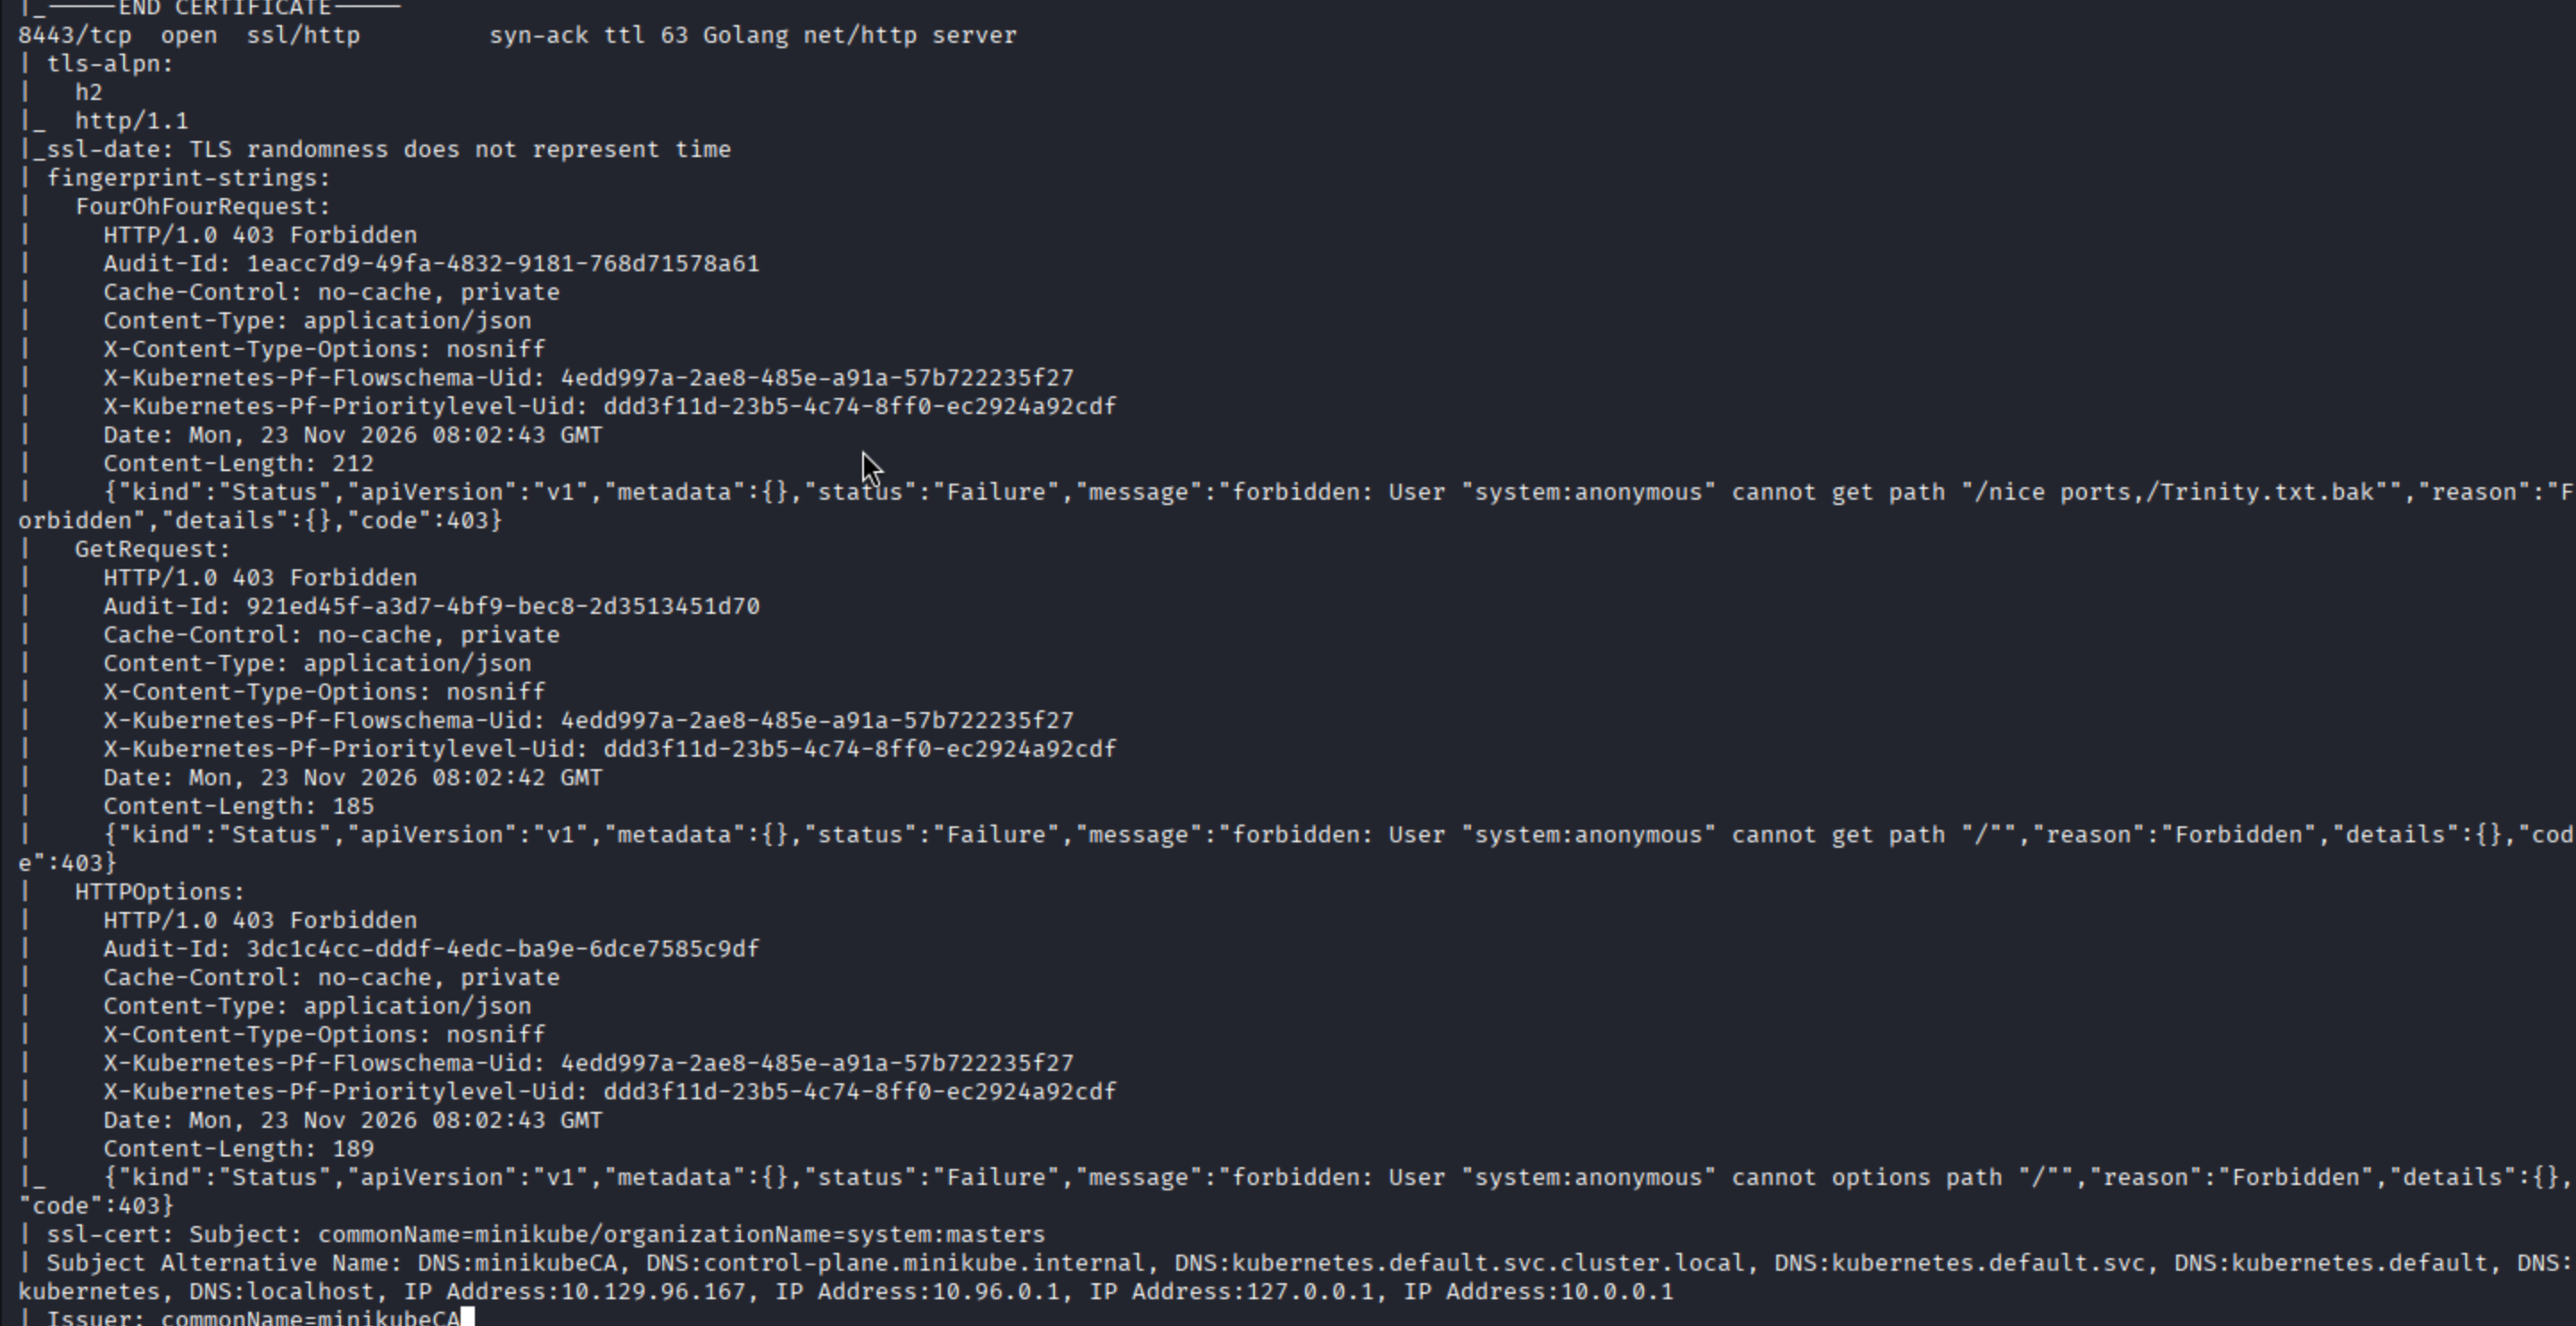 |_-----END CERTIFICATE-----
8443/tcp  open  ssl/http         syn-ack ttl 63 Golang net/http server
| tls-alpn:
|   h2
|_  http/1.1
|_ssl-date: TLS randomness does not represent time
| fingerprint-strings:
|   FourOhFourRequest:
|     HTTP/1.0 403 Forbidden
|     Audit-Id: 1eacc7d9-49fa-4832-9181-768d71578a61
|     Cache-Control: no-cache, private
|     Content-Type: application/json
|     X-Content-Type-Options: nosniff
|     X-Kubernetes-Pf-Flowschema-Uid: 4edd997a-2ae8-485e-a91a-57b722235f27
|     X-Kubernetes-Pf-Prioritylevel-Uid: ddd3f11d-23b5-4c74-8ff0-ec2924a92cdf
|     Date: Mon, 23 Nov 2026 08:02:43 GMT
|     Content-Length: 212
|     {"kind":"Status","apiVersion":"v1","metadata":{},"status":"Failure","message":"forbidden: User "system:anonymous" cannot get path "/nice ports,/Trinity.txt.bak"","reason":"F
orbidden","details":{},"code":403}
|   GetRequest:
|     HTTP/1.0 403 Forbidden
|     Audit-Id: 921ed45f-a3d7-4bf9-bec8-2d3513451d70
|     Cache-Control: no-cache, private
|     Content-Type: application/json
|     X-Content-Type-Options: nosniff
|     X-Kubernetes-Pf-Flowschema-Uid: 4edd997a-2ae8-485e-a91a-57b722235f27
|     X-Kubernetes-Pf-Prioritylevel-Uid: ddd3f11d-23b5-4c74-8ff0-ec2924a92cdf
|     Date: Mon, 23 Nov 2026 08:02:42 GMT
|     Content-Length: 185
|     {"kind":"Status","apiVersion":"v1","metadata":{},"status":"Failure","message":"forbidden: User "system:anonymous" cannot get path "/"","reason":"Forbidden","details":{},"cod
e":403}
|   HTTPOptions:
|     HTTP/1.0 403 Forbidden
|     Audit-Id: 3dc1c4cc-dddf-4edc-ba9e-6dce7585c9df
|     Cache-Control: no-cache, private
|     Content-Type: application/json
|     X-Content-Type-Options: nosniff
|     X-Kubernetes-Pf-Flowschema-Uid: 4edd997a-2ae8-485e-a91a-57b722235f27
|     X-Kubernetes-Pf-Prioritylevel-Uid: ddd3f11d-23b5-4c74-8ff0-ec2924a92cdf
|     Date: Mon, 23 Nov 2026 08:02:43 GMT
|     Content-Length: 189
|_    {"kind":"Status","apiVersion":"v1","metadata":{},"status":"Failure","message":"forbidden: User "system:anonymous" cannot options path "/"","reason":"Forbidden","details":{},
"code":403}
| ssl-cert: Subject: commonName=minikube/organizationName=system:masters
| Subject Alternative Name: DNS:minikubeCA, DNS:control-plane.minikube.internal, DNS:kubernetes.default.svc.cluster.local, DNS:kubernetes.default.svc, DNS:kubernetes.default, DNS:
kubernetes, DNS:localhost, IP Address:10.129.96.167, IP Address:10.96.0.1, IP Address:127.0.0.1, IP Address:10.0.0.1
| Issuer: commonName=minikubeCA